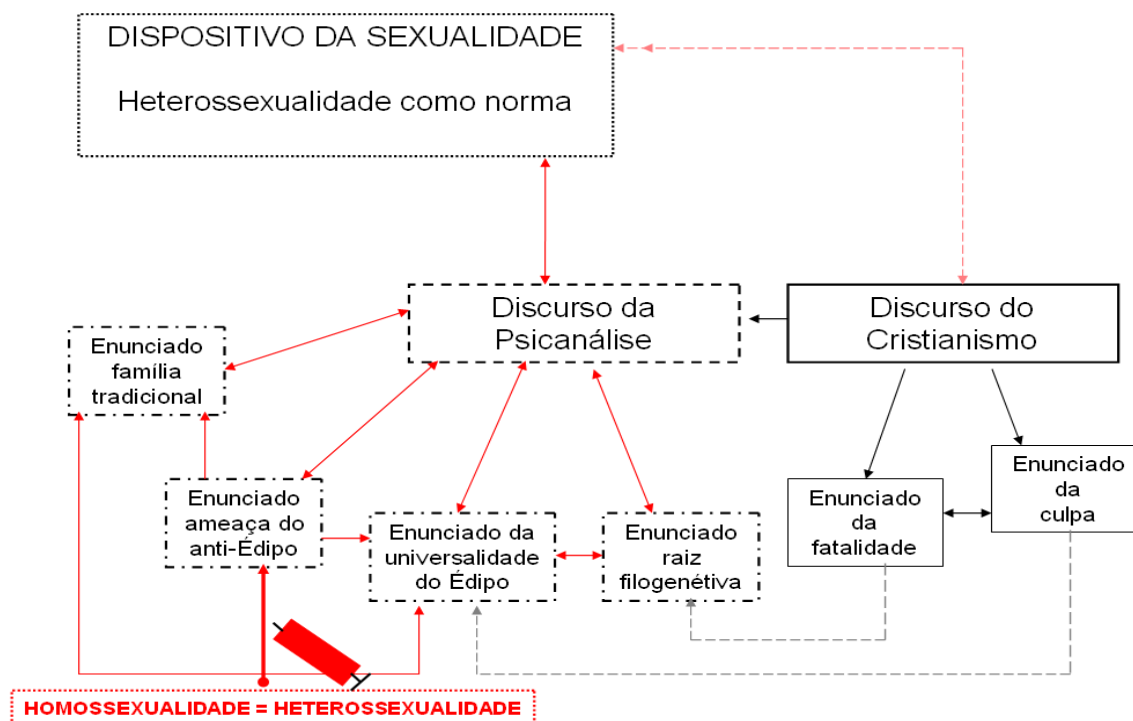 DISPOSITIVO DA SEXUALIDADE
Heterossexualidade como norma
Discurso da
Psicanálise
Discurso do
Cristianismo
Enunciado
família
tradicional
Enunciado
ameaça do
anti-Édipo
Enunciado da
universalidade
do Édipo
Enunciado
raiz
filogenétiva
Enunciado
da
fatalidade
Enunciado
da
culpa
HOMOSSEXUALIDADE = HETEROSSEXUALIDADE